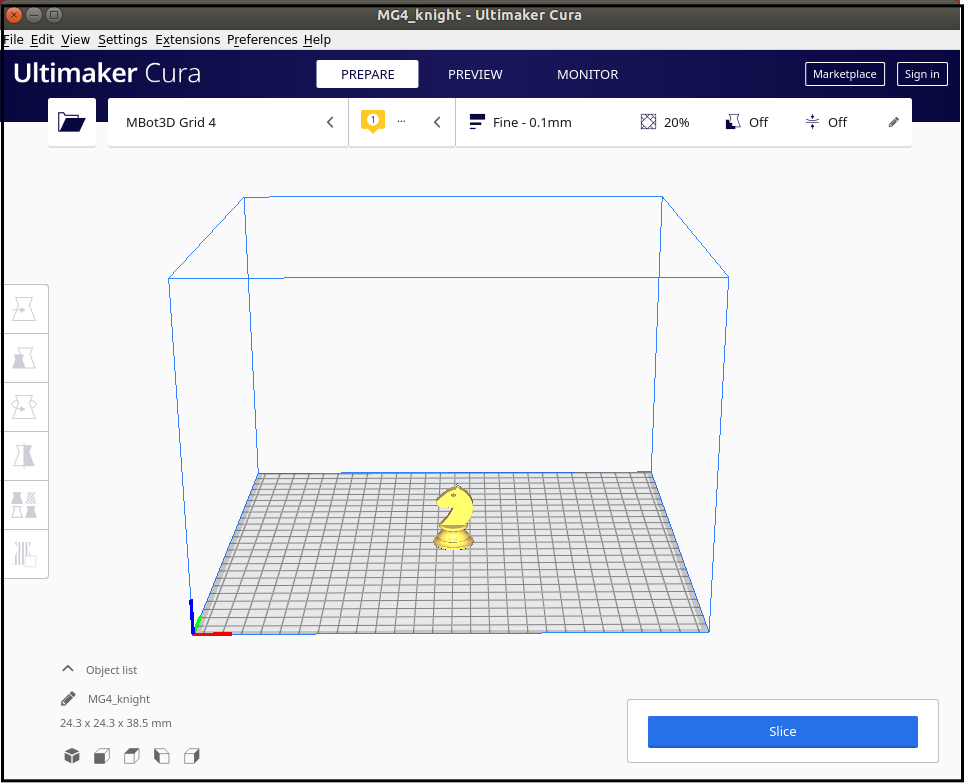 MG4_knight - Ultimaker Cura
File Edit View Settings Extensions Preferences Help
Ultimaker Cura PREPARE PREVIEW MONITOR Marketplace Sign in
MBot3D Grid 4 1 ... Fine - 0.1mm 20% Off Off
Object list
MG4_knight
24.3 x 24.3 x 38.5 mm
Slice